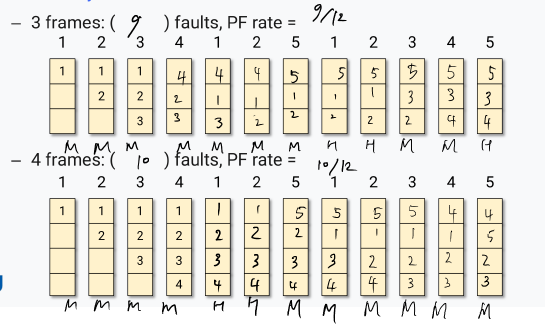 – 3 frames: ( 9 ) faults, PF rate = 9/12
1 2 3 4 1 2 5 1 2 3 4 5
1 1 1 4 4 4 5 5 5 5 5 5
2 2 2 1 1 1 1 1 3 3 3
3 3 3 2 2 2 2 2 4 4
M M M M M M M H H M M H
– 4 frames: ( 10 ) faults, PF rate = 10/12
1 2 3 4 1 2 5 1 2 3 4 5
1 1 1 1 1 1 5 5 5 5 4 4
2 2 2 2 2 2 1 1 1 1 5
3 3 3 3 3 3 2 2 2 2
4 4 4 4 4 4 3 3 3
M M M M H H M M M M M M